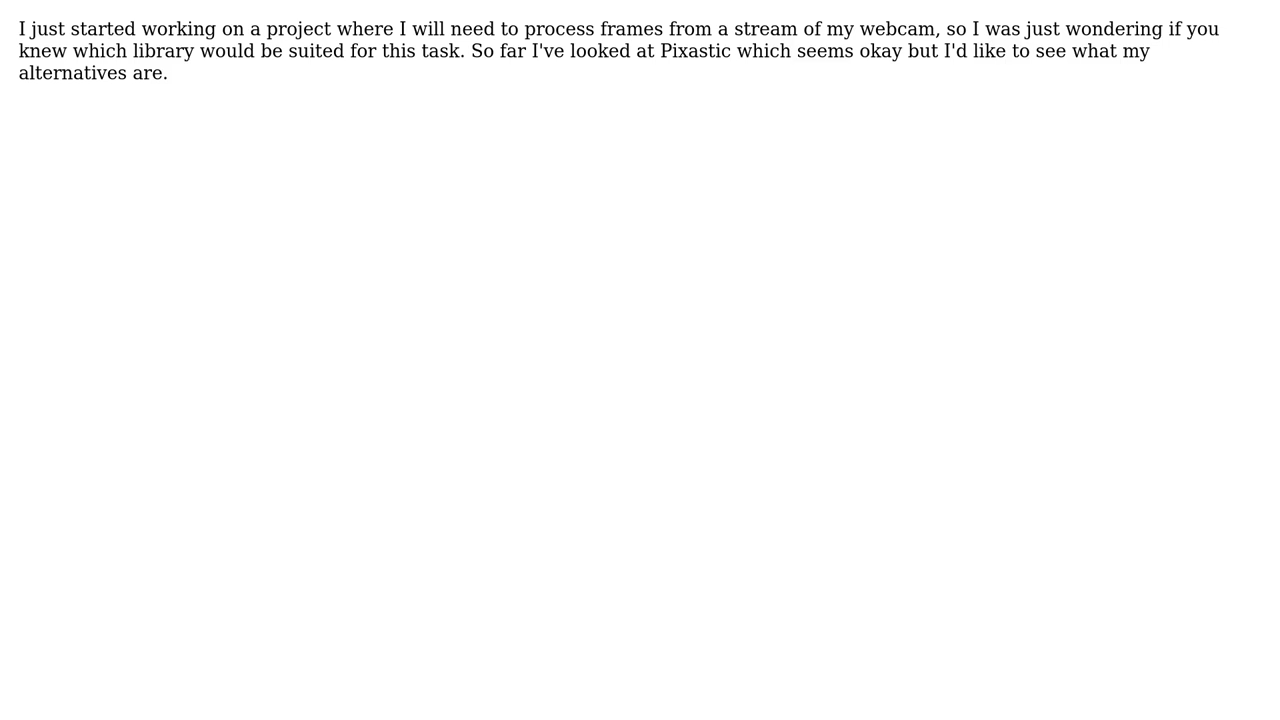 I just started working on a project where I will need to process frames from a stream of my webcam, so I was just wondering if you
knew which library would be suited for this task. So far I've looked at Pixastic which seems okay but I'd like to see what my
alternatives are.